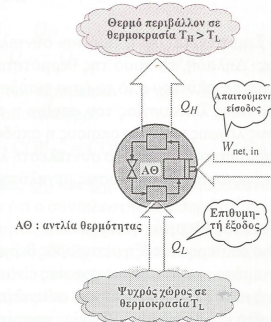 Θερμό περιβάλλον σε
θερμοκρασία T_H > T_L
Q_H
Απαιτούμενη
είσοδος
W_net, in
ΑΘ
ΑΘ : αντλία θερμότητας
Επιθυμη-
τή έξοδος
Q_L
Ψυχρός χώρος σε
θερμοκρασία T_L